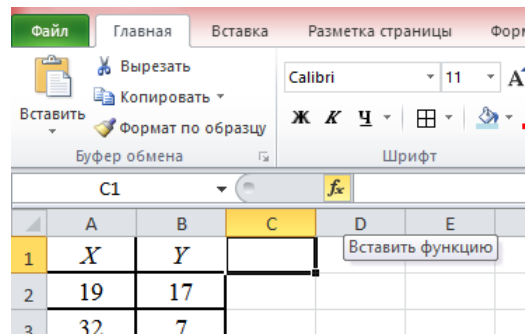 Файл Главная Вставка Разметка страницы Форм
Вырезать
Копировать
Вставить
Формат по образцу
Calibri 11 A
Ж К Ч
Буфер обмена Шрифт
C1 fx
A B C D E
1 X Y
Вставить функцию
2 19 17
3 32 7